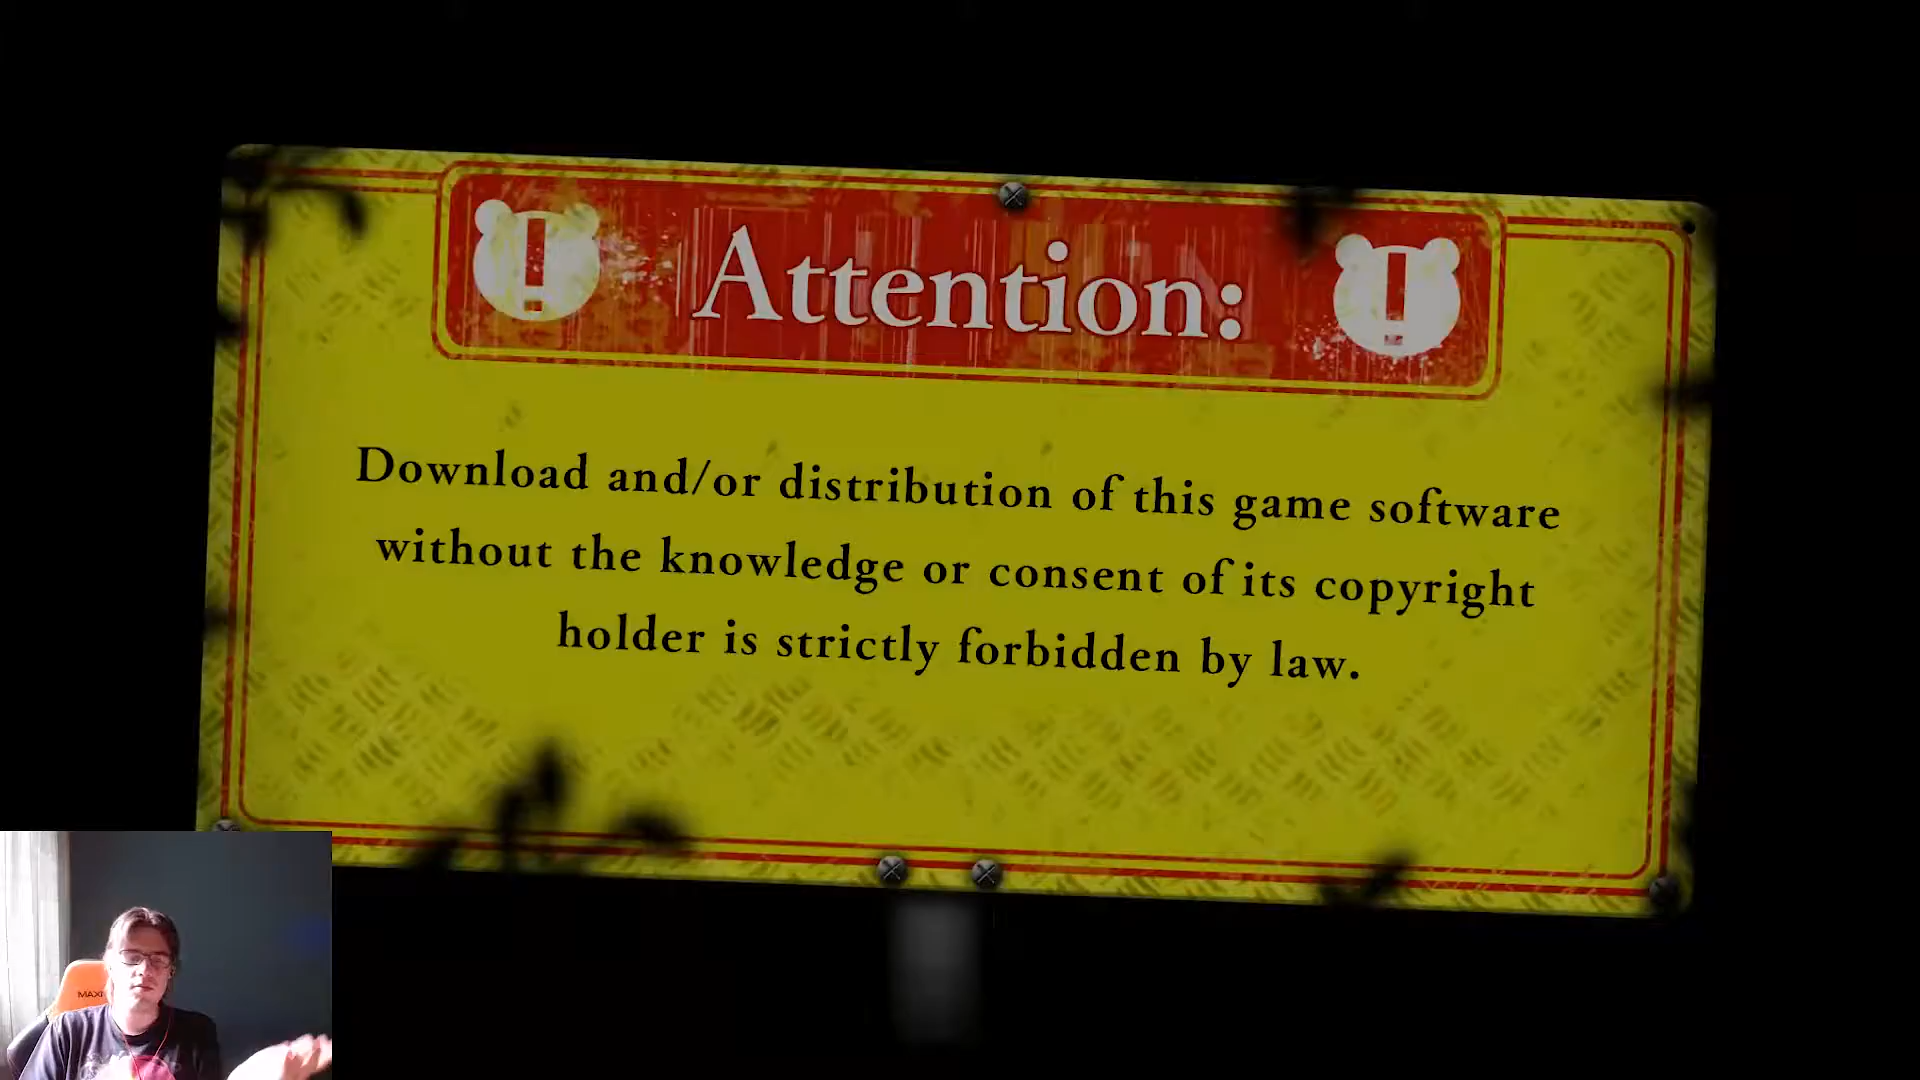 Attention:
Download and/or distribution of this game software
without the knowledge or consent of its copyright
holder is strictly forbidden by law.